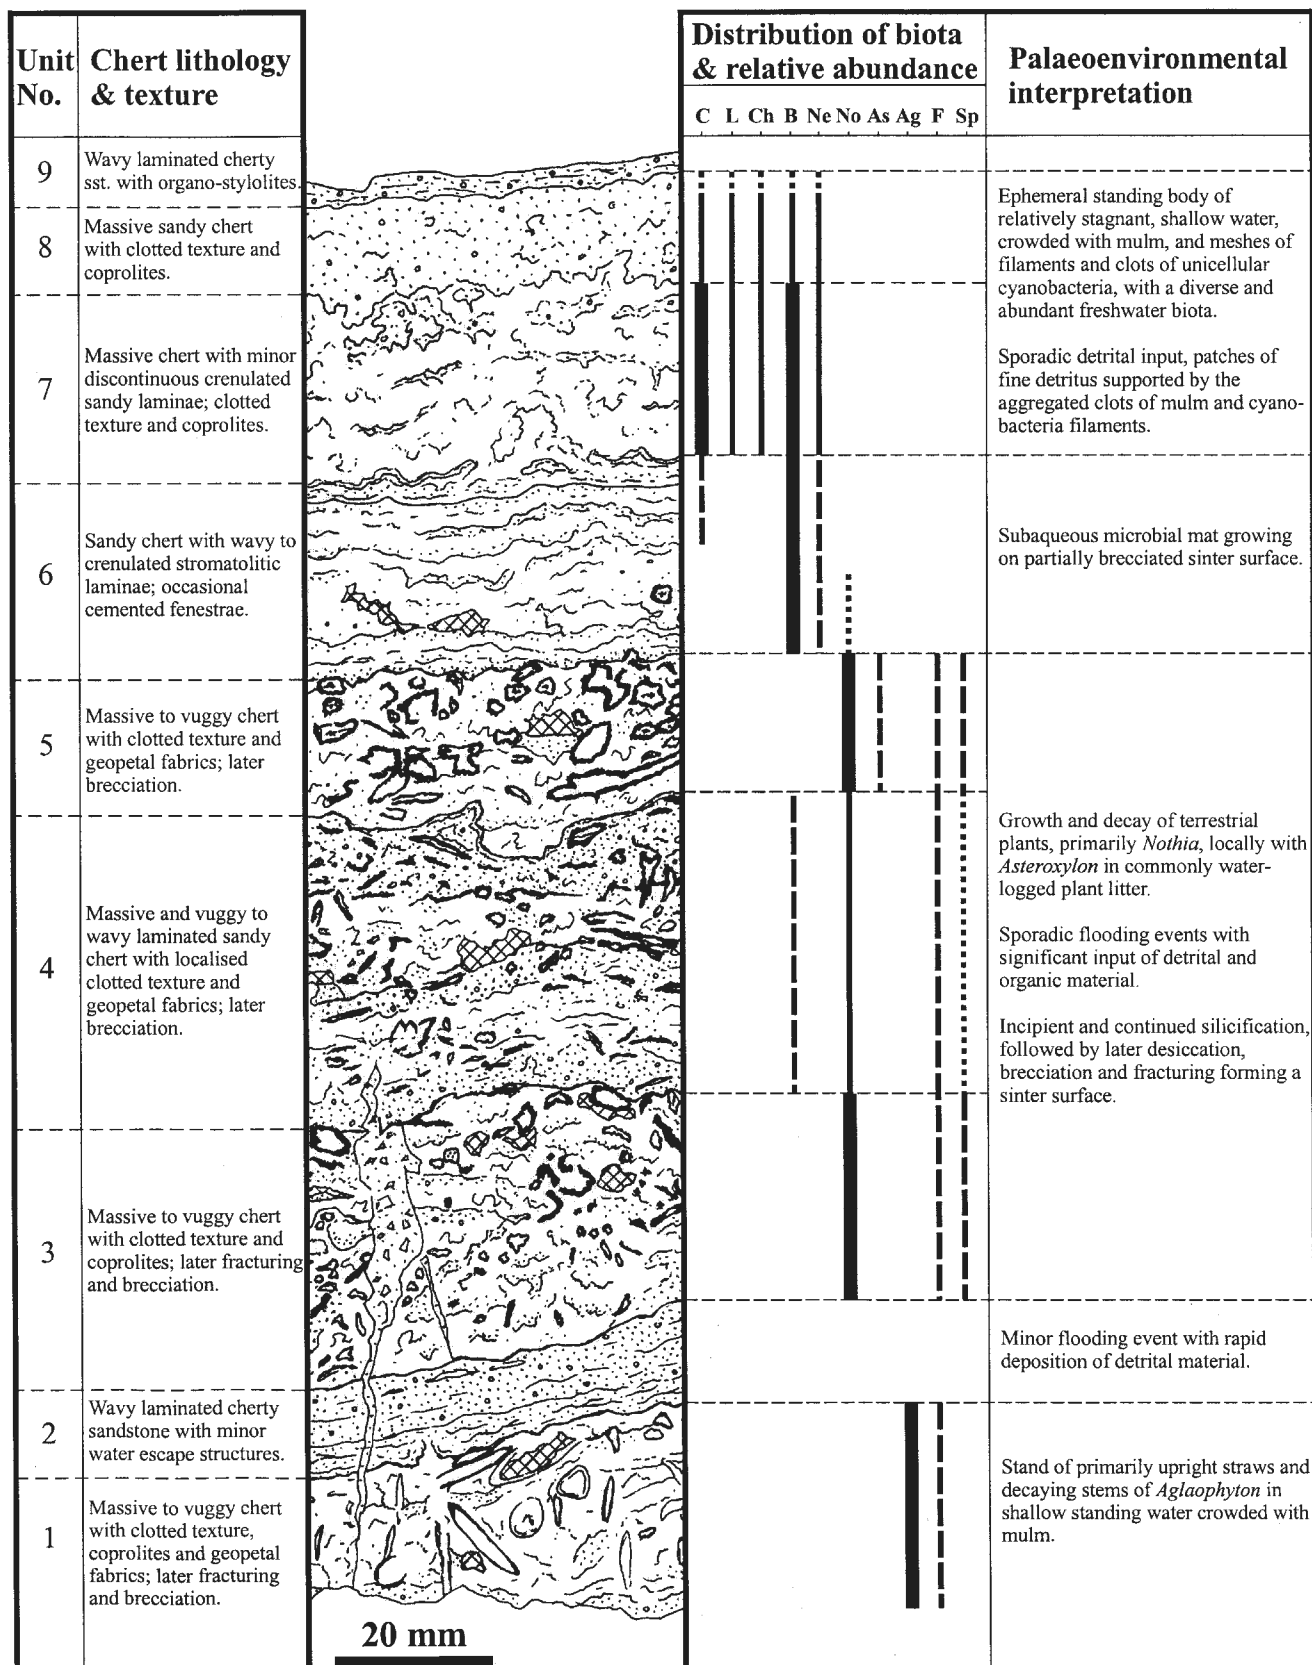 Unit No.
Chert lithology
& texture
Distribution of biota
& relative abundance
C L Ch B Ne No As Ag F Sp
Palaeoenvironmental
interpretation
9
Wavy laminated cherty
sst. with organo-stylolites.
8
Massive sandy chert
with clotted texture and
coprolites.
7
Massive chert with minor
discontinuous crenulated
sandy laminae; clotted
texture and coprolites.
6
Sandy chert with wavy to
crenulated stromatolitic
laminae; occasional
cemented fenestrae.
5
Massive to vuggy chert
with clotted texture and
geopetal fabrics; later
brecciation.
4
Massive and vuggy to
wavy laminated sandy
chert with localised
clotted texture and
geopetal fabrics; later
brecciation.
3
Massive to vuggy chert
with clotted texture and
coprolites; later fracturing
and brecciation.
2
Wavy laminated cherty
sandstone with minor
water escape structures.
1
Massive to vuggy chert
with clotted texture,
coprolites and geopetal
fabrics; later fracturing
and brecciation.
20 mm
Ephemeral standing body of
relatively stagnant, shallow water,
crowded with mulm, and meshes of
filaments and clots of unicellular
cyanobacteria, with a diverse and
abundant freshwater biota.
Sporadic detrital input, patches of
fine detritus supported by the
aggregated clots of mulm and cyano-
bacteria filaments.
Subaqueous microbial mat growing
on partially brecciated sinter surface.
Growth and decay of terrestrial
plants, primarily Nothia, locally with
Asteroxylon in commonly water-
logged plant litter.
Sporadic flooding events with
significant input of detrital and
organic material.
Incipient and continued silicification,
followed by later desiccation,
brecciation and fracturing forming a
sinter surface.
Minor flooding event with rapid
deposition of detrital material.
Stand of primarily upright straws and
decaying stems of Aglaophyton in
shallow standing water crowded with
mulm.